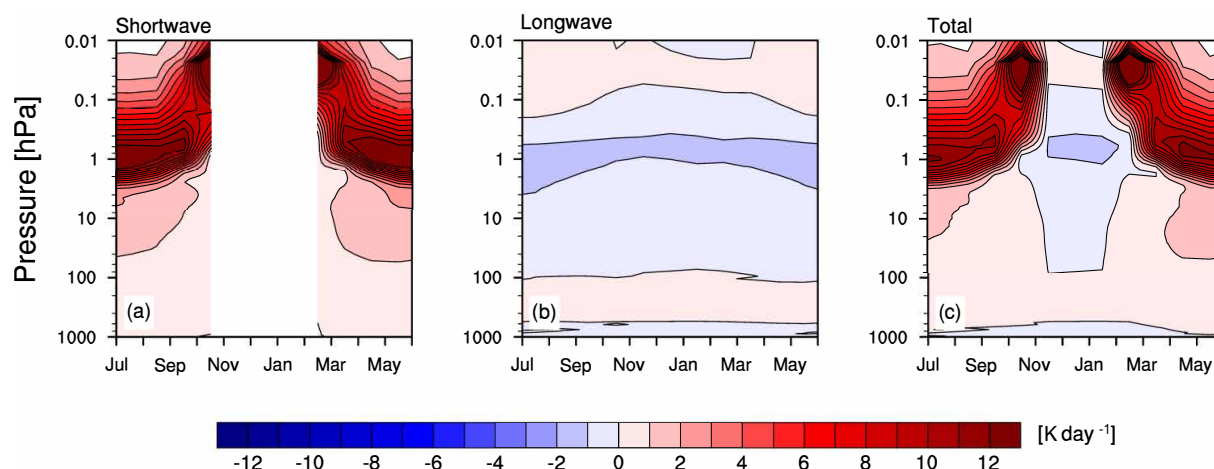 Shortwave
Longwave
Total
Pressure [hPa]
0.01
0.1
1
10
100
1000
(a)
Jul Sep Nov Jan Mar May
0.01
0.1
1
10
100
1000
(b)
Jul Sep Nov Jan Mar May
0.01
0.1
1
10
100
1000
(c)
Jul Sep Nov Jan Mar May
-12 -10 -8 -6 -4 -2 0 2 4 6 8 10 12
[K day -1]